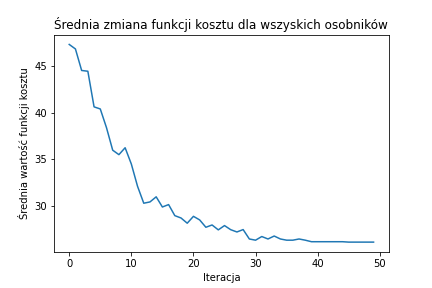 Średnia zmiana funkcji kosztu dla wszyskich osobników
Średnia wartość funkcji kosztu
45
40
35
30
0 10 20 30 40 50
Iteracja